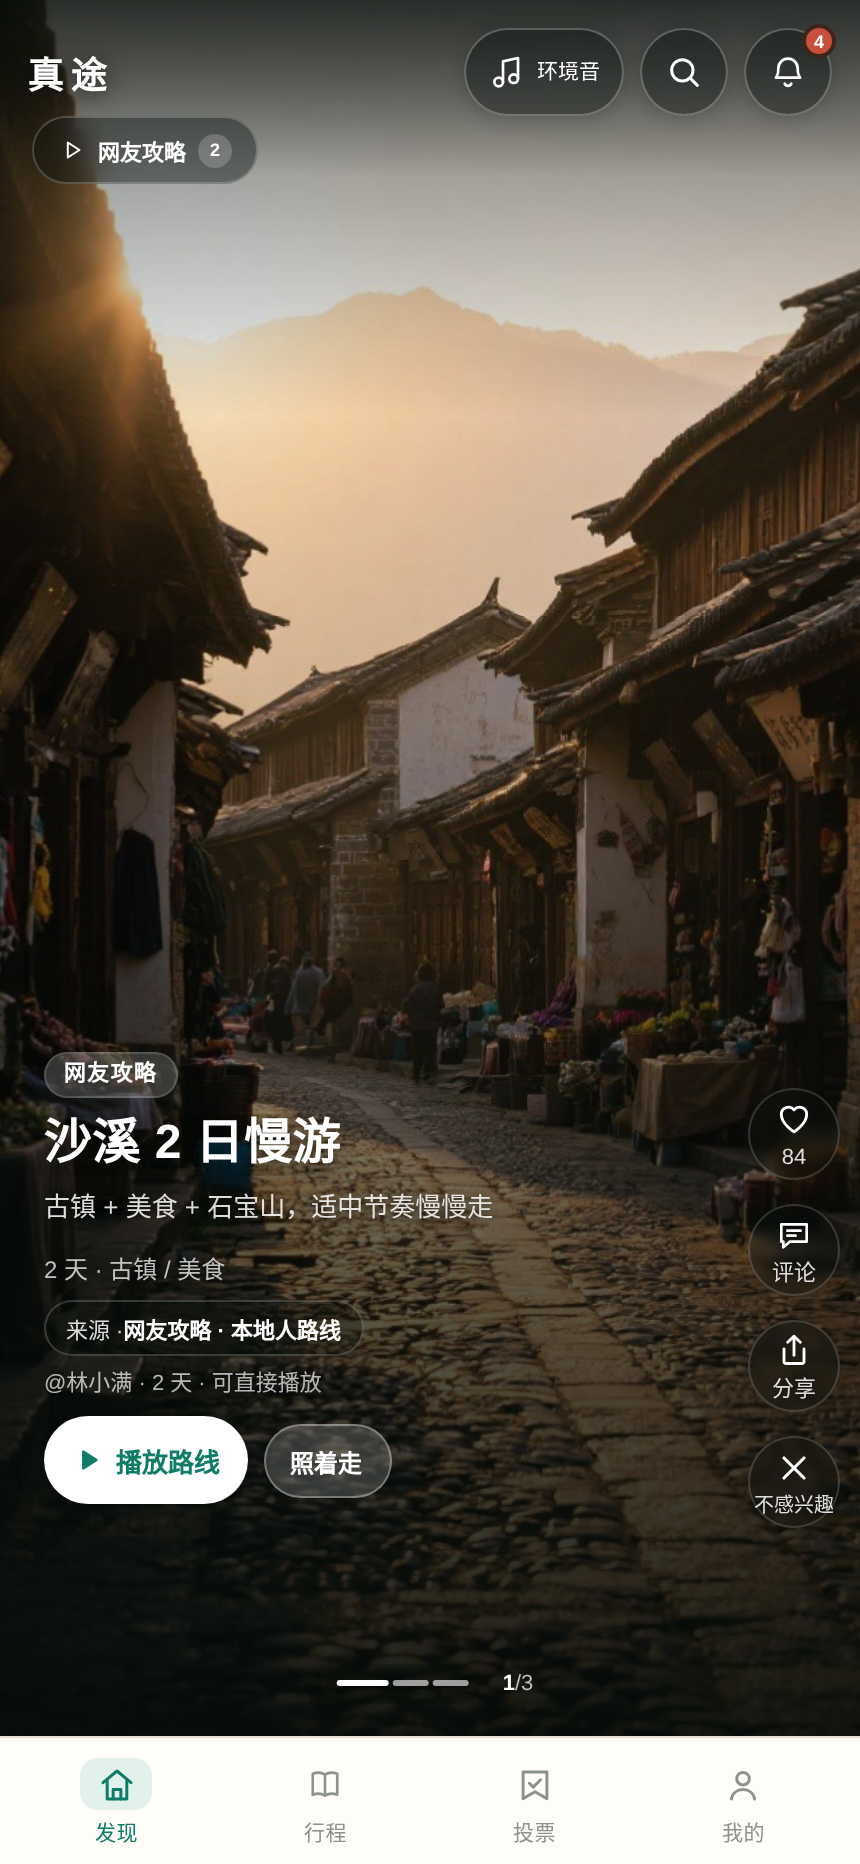 真途
环境音
4
网友攻略 2
网友攻略
沙溪 2 日慢游
古镇 + 美食 + 石宝山，适中节奏慢慢走
2 天 · 古镇 / 美食
来源 ·网友攻略 · 本地人路线
@林小满 · 2 天 · 可直接播放
播放路线
照着走
84
评论
分享
不感兴趣
1/3
发现
行程
投票
我的